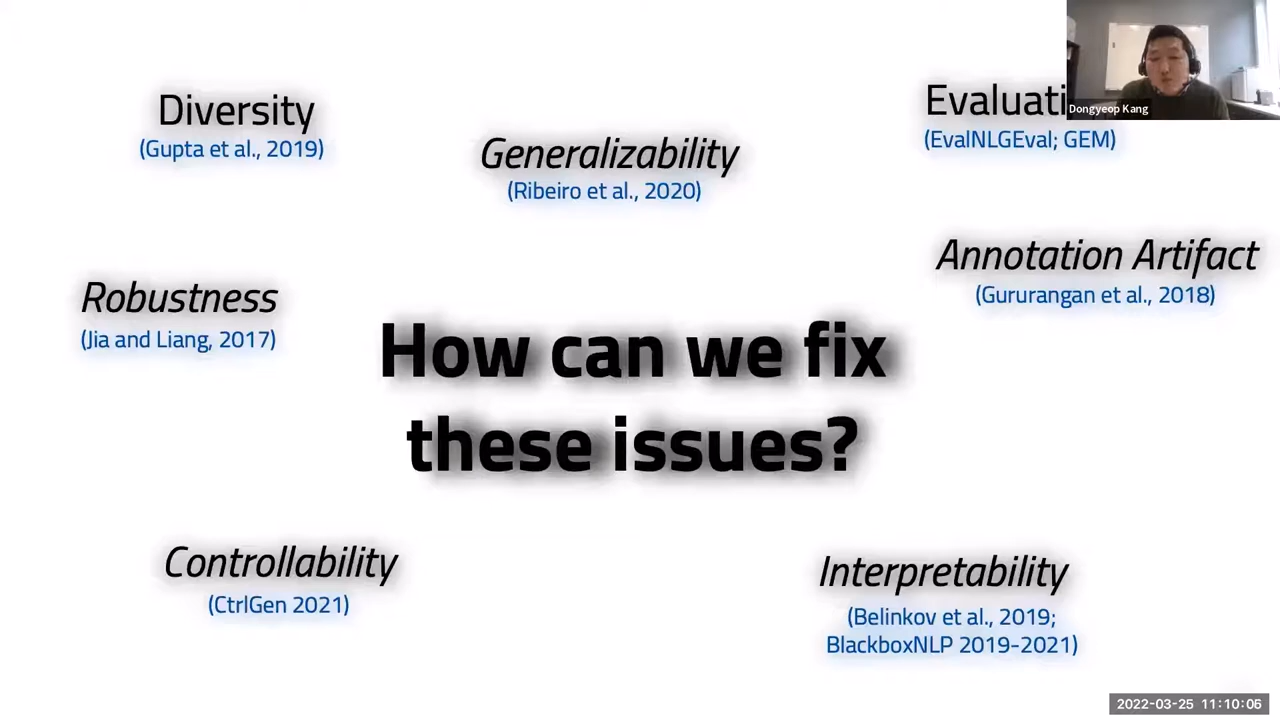 Diversity
(Gupta et al., 2019)
Generalizability
(Ribeiro et al., 2020)
Evaluati
(EvalNLGEval; GEM)
Dongyeop Kang
Annotation Artifact
(Gururangan et al., 2018)
Robustness
(Jia and Liang, 2017)
How can we fix
these issues?
Controllability
(CtrlGen 2021)
Interpretability
(Belinkov et al., 2019;
BlackboxNLP 2019-2021)
2022-03-25 11:10:06